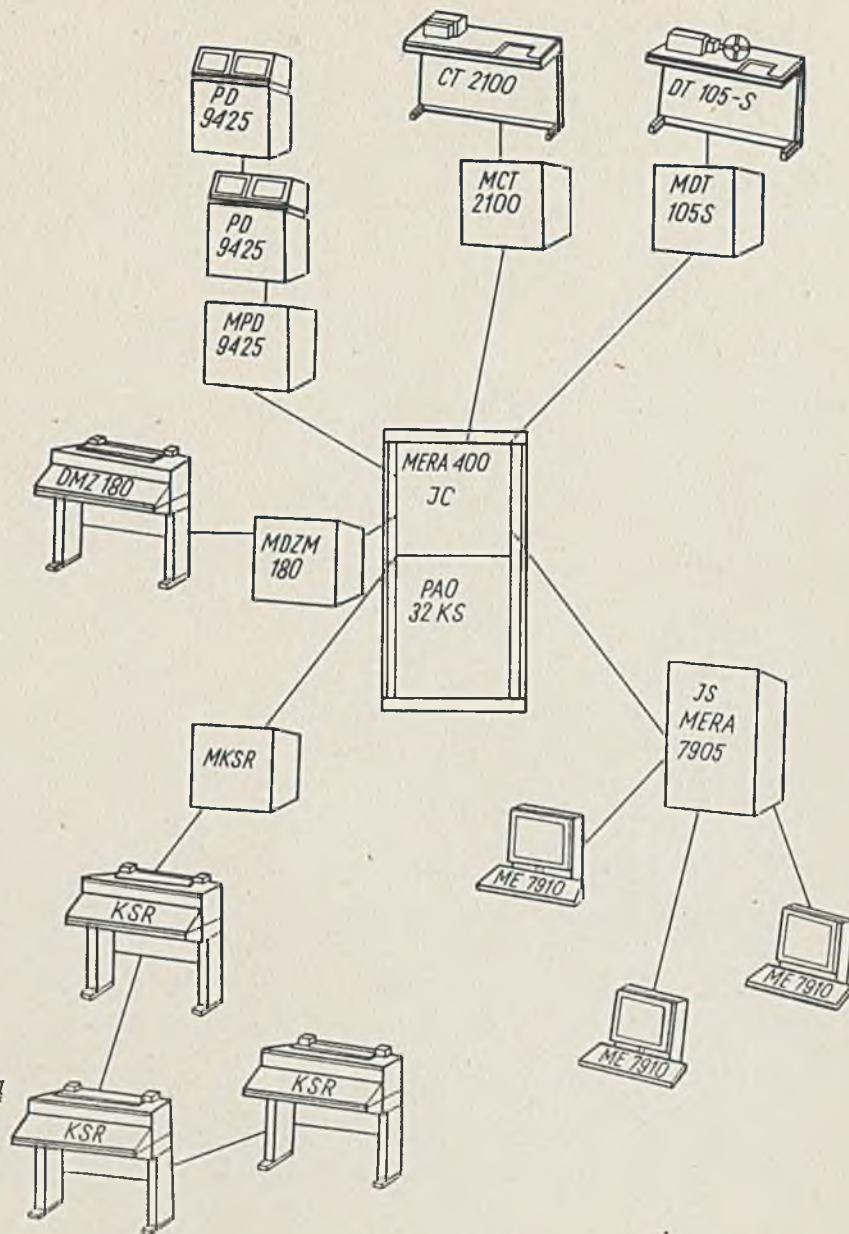 PD
9425
PD
9425
MPD
9425
CT 2100
MCT
2100
DT 105-S
MDT
105S
DMZ 180
MDZM
180
MERA 400
JC
PAO
32 KS
MKSR
JS
MERA
7905
ME 7910
ME 7910
ME 7910
KSR
KSR
KSR